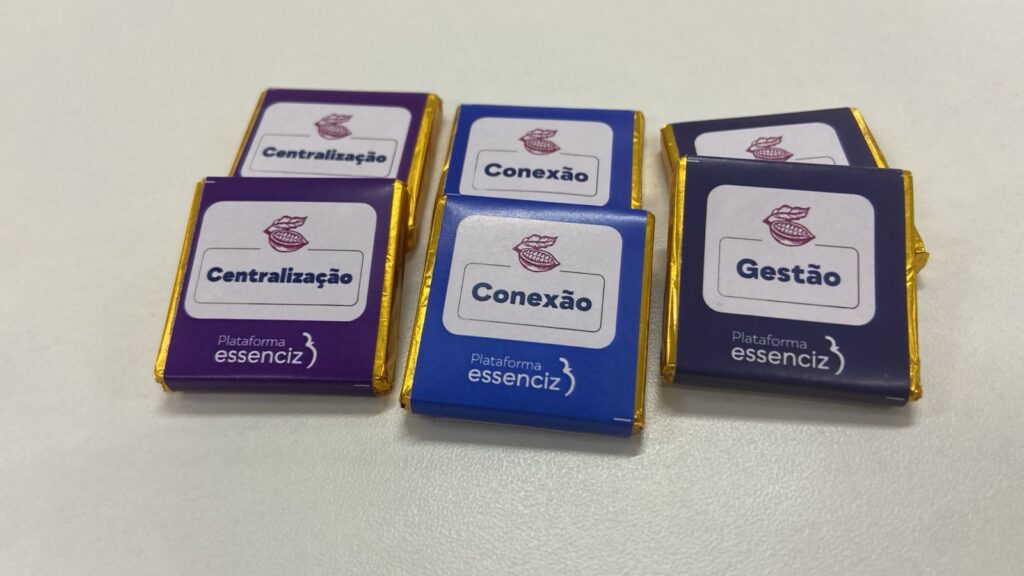 Centralização
Conexão
Centralização
Plataforma
essenciz
Conexão
Plataforma
essenciz
Gestão
Plataforma
essenciz